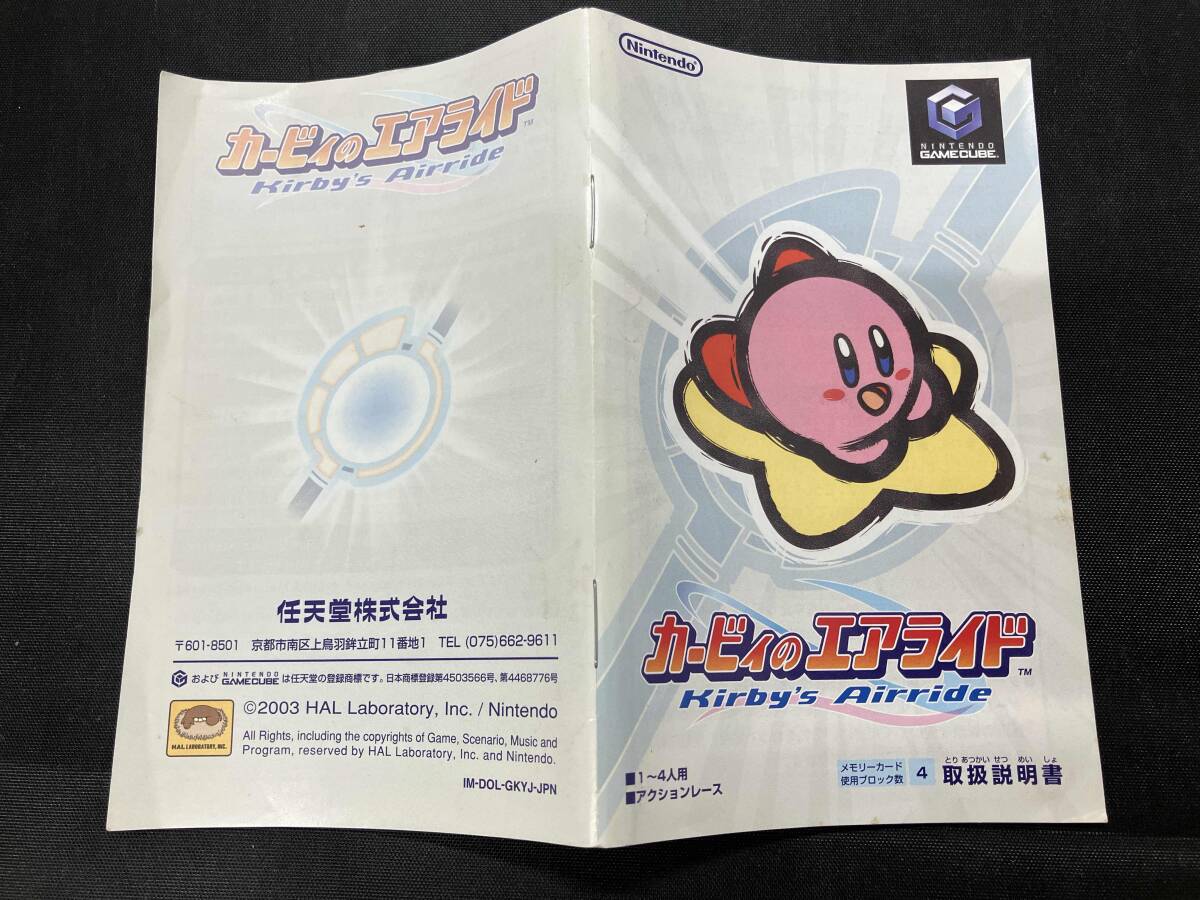 カービィのエアライド™
Kirby's Airride
任天堂株式会社
〒601-8501 京都市南区上鳥羽鉾立町11番地1 TEL (075)662-9611
および NINTENDO GAMECUBE は任天堂の登録商標です。日本商標登録第4503566号、第4468776号
HAL LABORATORY, INC.
©2003 HAL Laboratory, Inc. / Nintendo
All Rights, including the copyrights of Game, Scenario, Music and
Program, reserved by HAL Laboratory, Inc. and Nintendo.
IM-DOL-GKYJ-JPN
Nintendo®
NINTENDO
GAMECUBE™
カービィのエアライド™
Kirby's Airride
■1～4人用
■アクションレース
メモリーカード
使用ブロック数 4
とり あつかい せつ めい しょ
取扱説明書